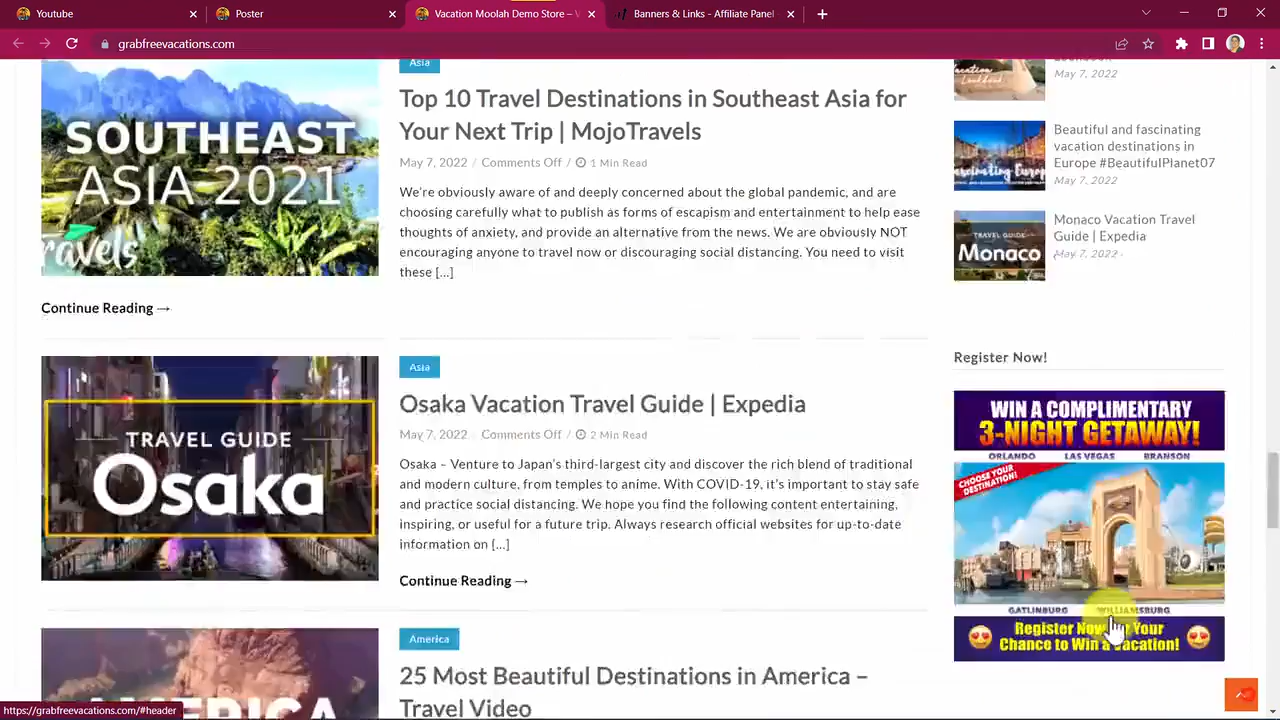 Youtube
Poster
Vacation Moolah Demo Store – V
Banners & Links - Affiliate Panel
grabfreevacations.com
Asia
SOUTHEAST
ASIA 2021
Travels
Top 10 Travel Destinations in Southeast Asia for
Your Next Trip | MojoTravels
May 7, 2022 / Comments Off / 1 Min Read
We're obviously aware of and deeply concerned about the global pandemic, and are
choosing carefully what to publish as forms of escapism and entertainment to help ease
thoughts of anxiety, and provide an alternative from the news. We are obviously NOT
encouraging anyone to travel now or discouraging social distancing. You need to visit
these [...]
Continue Reading →
TRAVEL GUIDE
Osaka
Asia
Osaka Vacation Travel Guide | Expedia
May 7, 2022 / Comments Off / 2 Min Read
Osaka – Venture to Japan's third-largest city and discover the rich blend of traditional
and modern culture, from temples to anime. With COVID-19, it's important to stay safe
and practice social distancing. We hope you find the following content entertaining,
inspiring, or useful for a future trip. Always research official websites for up-to-date
information on [...]
Continue Reading →
AMERICA
America
25 Most Beautiful Destinations in America –
Travel Video
May 7, 2022
Beautiful and fascinating
vacation destinations in
Europe #BeautifulPlanet07
May 7, 2022
TRAVEL GUIDE
Monaco
Monaco Vacation Travel
Guide | Expedia
May 7, 2022
Register Now!
WIN A COMPLIMENTARY
3-NIGHT GETAWAY!
ORLANDO LAS VEGAS BRANSON
CHOOSE YOUR
DESTINATION!
GATLINBURG WILLIAMSBURG
Register Now for Your
Chance to Win a Vacation!
https://grabfreevacations.com/#header